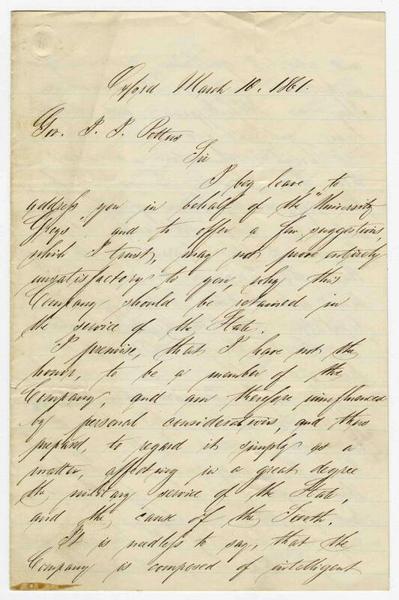 Oxford March 10, 1861.
Gov. J. J. Pettus
Sir
I beg leave to
address you in behalf of the "University
Greys" and to offer a few suggestions,
which I trust, may not prove entirely
unsatisfactory to you, why this
Company should be retained in
the service of the State.
I premise, that I have not the
honor, to be a member of the
Company, and am therefore uninfluenced
by personal considerations, and thus
prepared to regard it simply as a
matter, affecting in a great degree
the military service of the State,
and the cause of the South.
It is needless to say, that the
Company is composed of intelligent